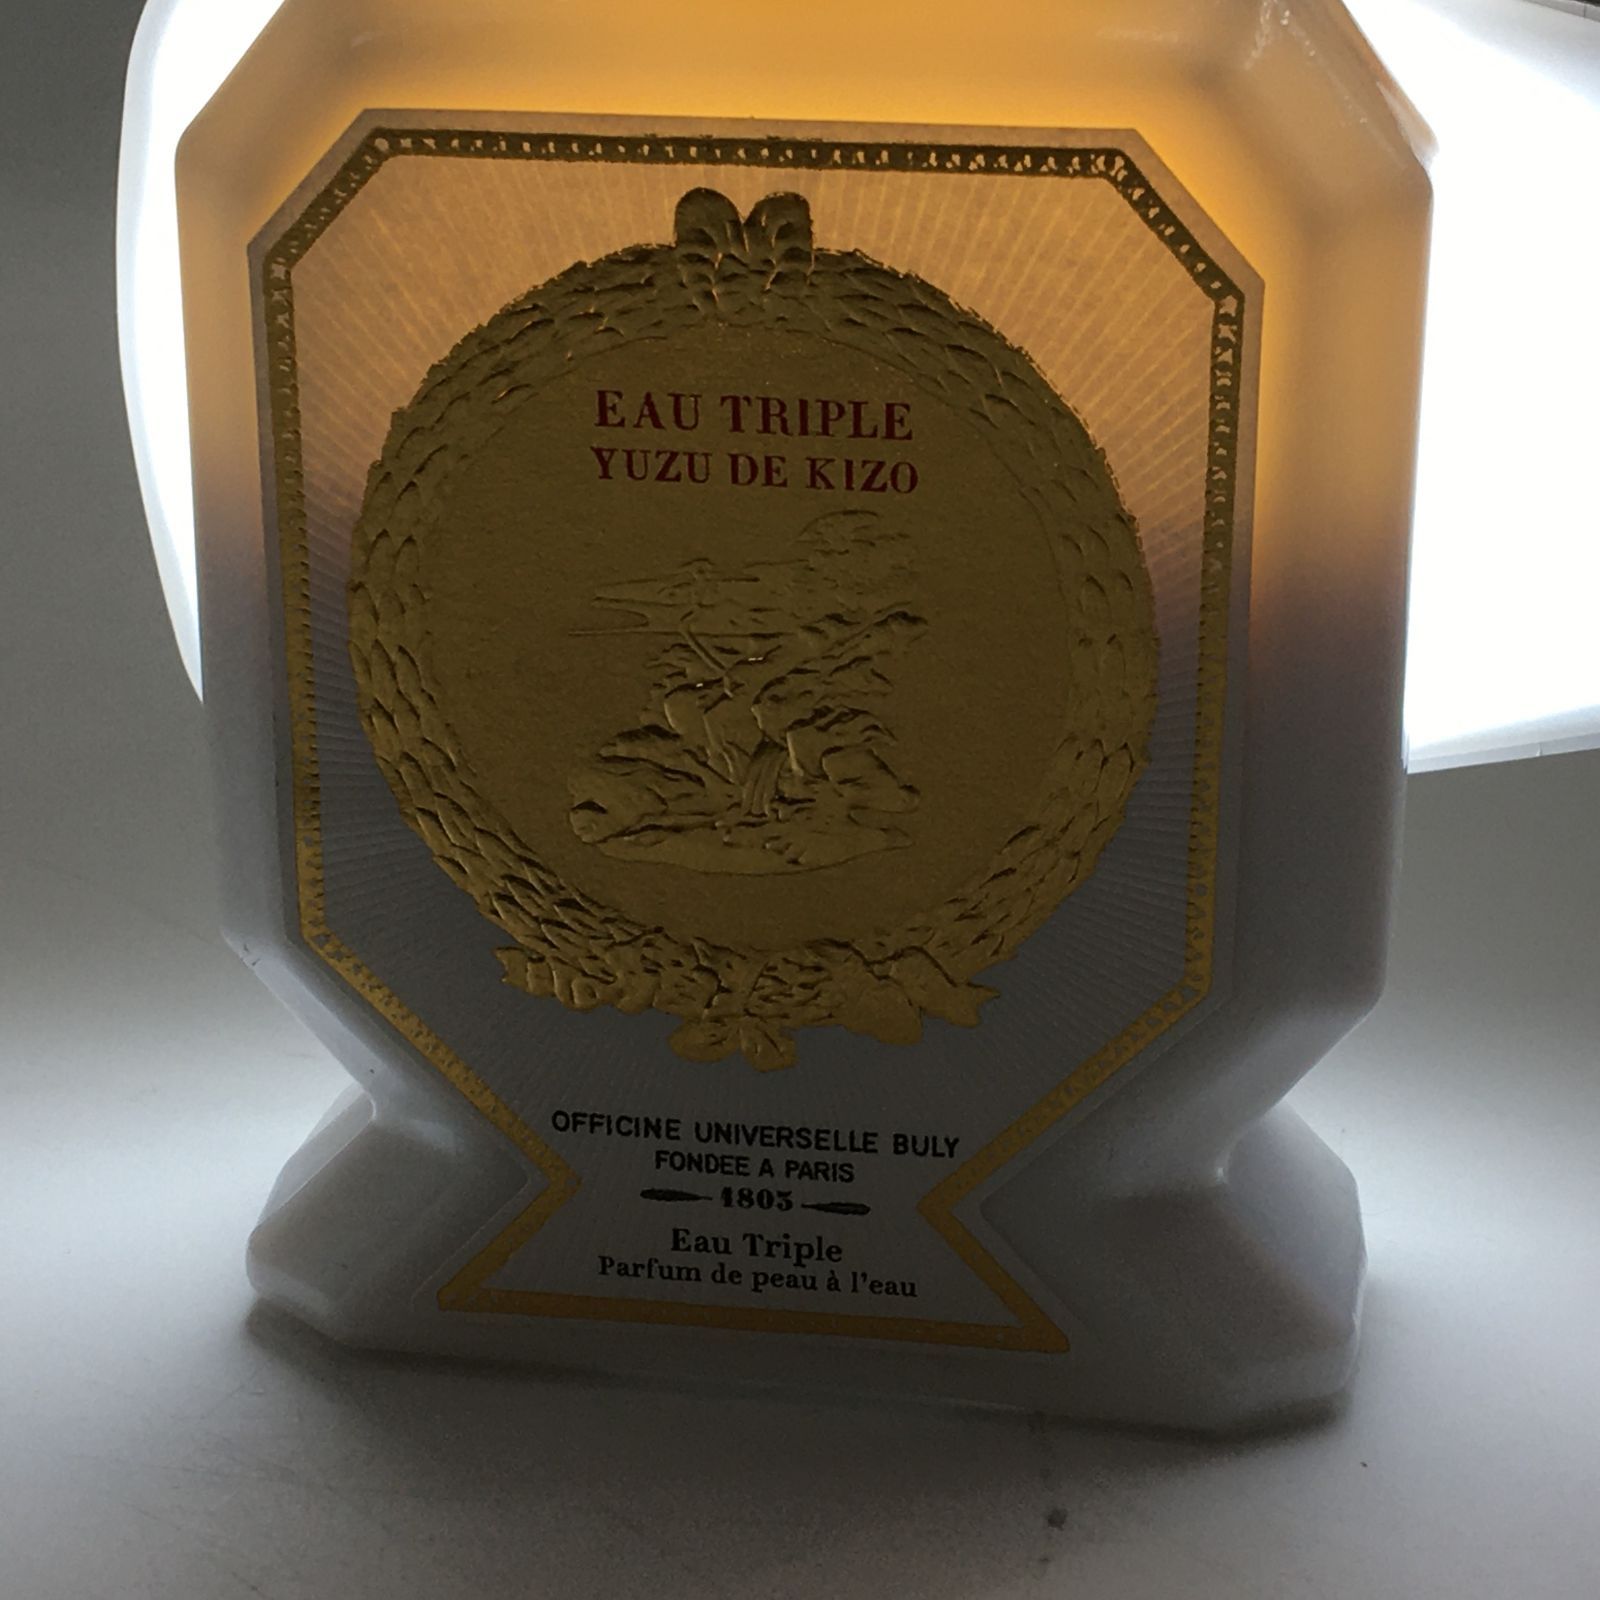 EAU TRIPLE
YUZU DE KIZO
OFFICINE UNIVERSELLE BULY
FONDEE A PARIS
1803
Eau Triple
Parfum de peau à l'eau